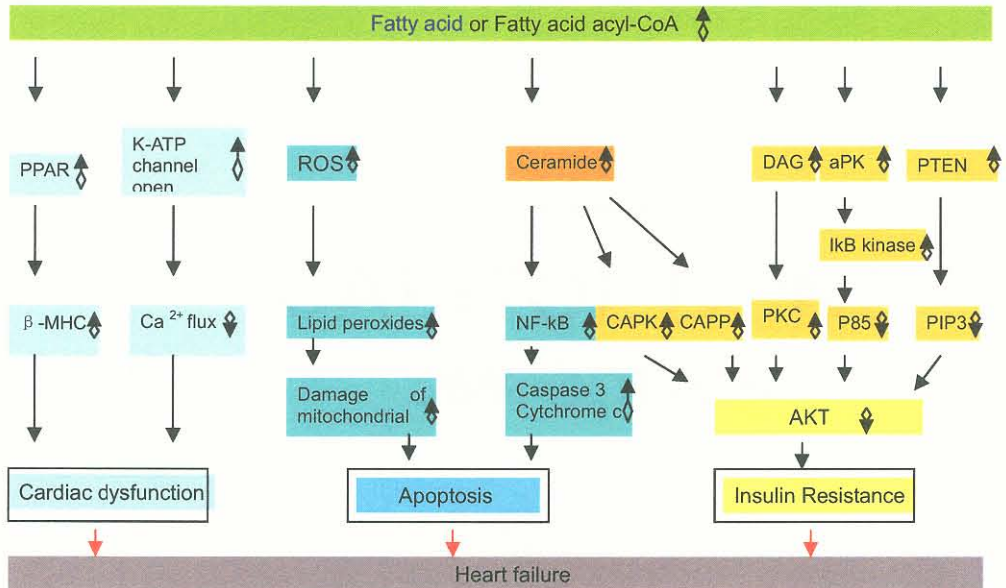 Fatty acid or Fatty acid acyl-CoA
PPAR
K-ATP
channel
open
ROS
Ceramide
DAG
aPK
PTEN
IkB kinase
β-MHC
Ca 2+ flux
Lipid peroxides
NF-kB
CAPK
CAPP
PKC
P85
PIP3
Damage of
mitochondrial
Caspase 3
Cytchrome c
AKT
Cardiac dysfunction
Apoptosis
Insulin Resistance
Heart failure